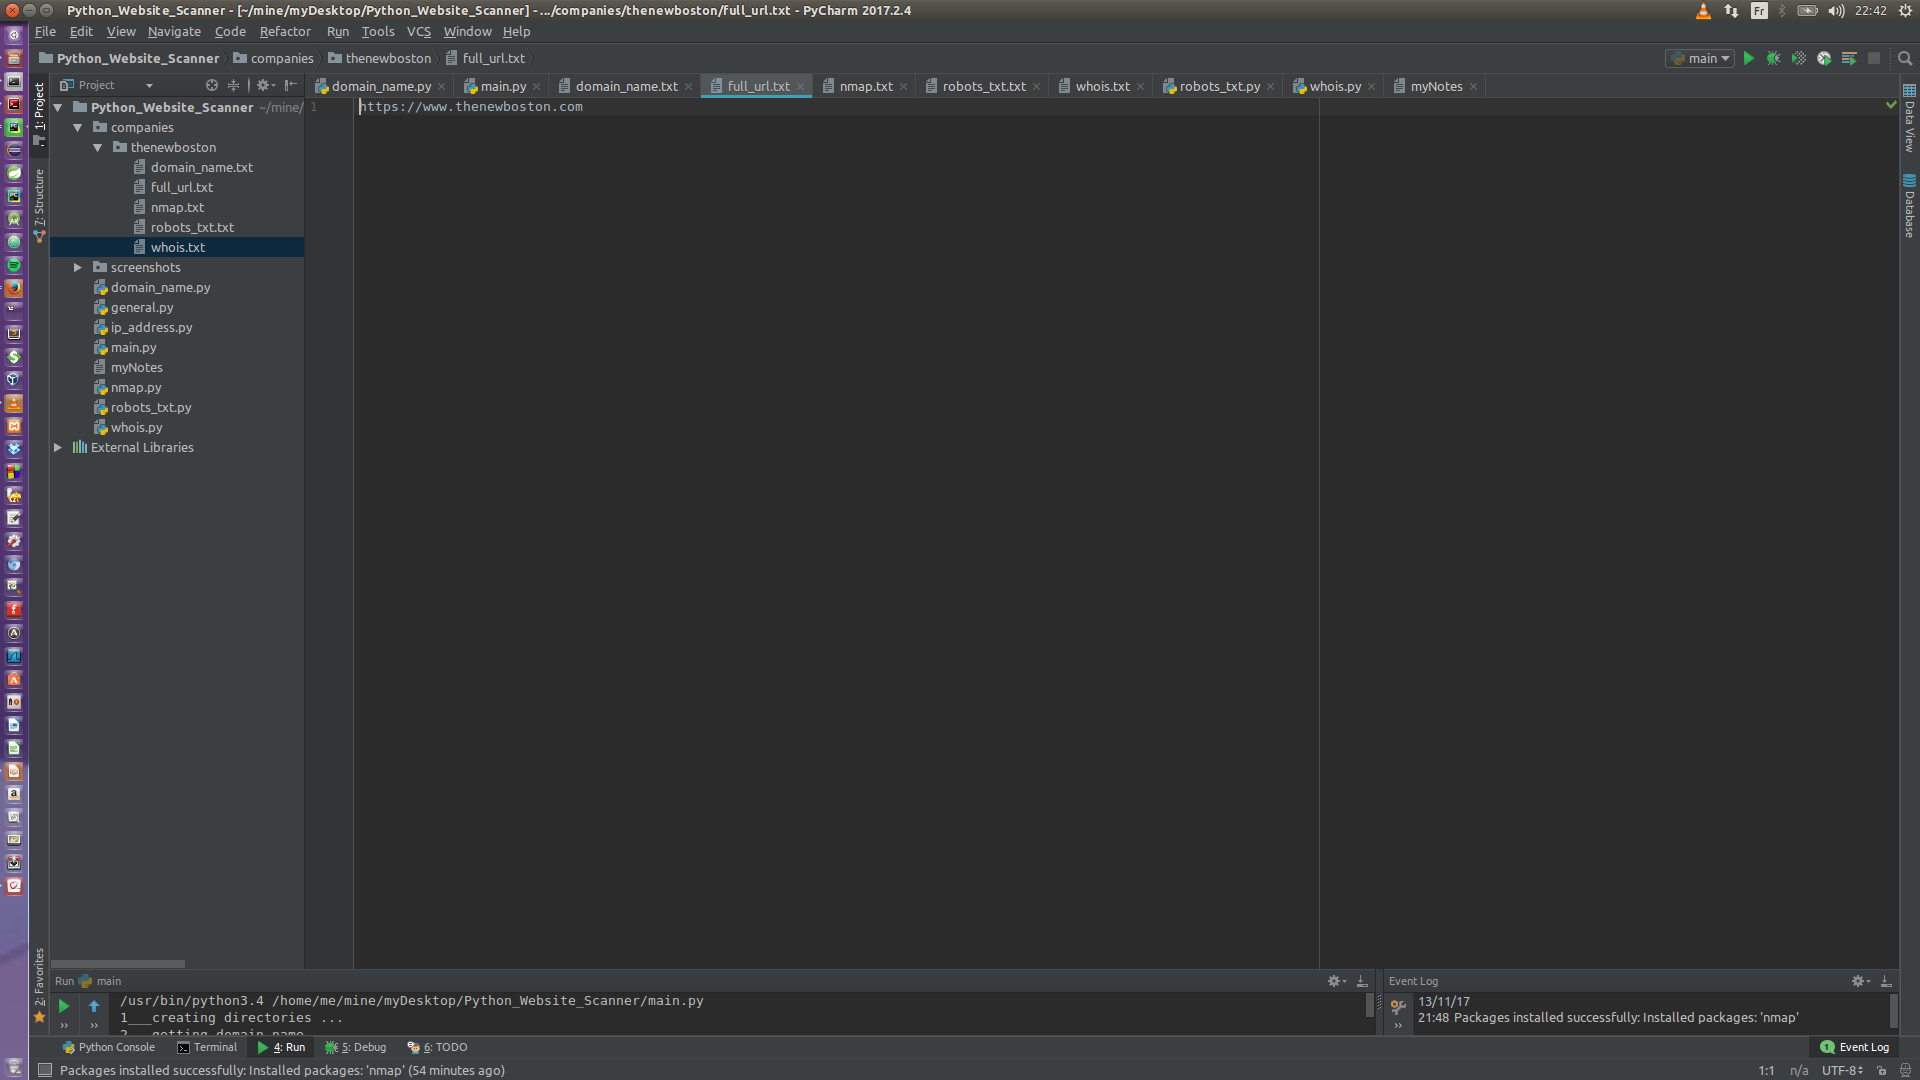 Python_Website_Scanner - [~/mine/myDesktop/Python_Website_Scanner] - .../companies/thenewboston/full_url.txt - PyCharm 2017.2.4
Fr
22:42
File Edit View Navigate Code Refactor Run Tools VCS Window Help
Python_Website_Scanner companies thenewboston full_url.txt
main
Project
domain_name.py main.py domain_name.txt full_url.txt nmap.txt robots_txt.txt whois.txt robots_txt.py whois.py myNotes
1: Project
7: Structure
2: Favorites
Python_Website_Scanner ~/mine/
companies
thenewboston
domain_name.txt
full_url.txt
nmap.txt
robots_txt.txt
whois.txt
screenshots
domain_name.py
general.py
ip_address.py
main.py
myNotes
nmap.py
robots_txt.py
whois.py
External Libraries
1 https://www.thenewboston.com
Data View
Database
Run main
/usr/bin/python3.4 /home/me/mine/myDesktop/Python_Website_Scanner/main.py
1___creating directories ...
2___getting domain name
Event Log
13/11/17
21:48 Packages installed successfully: Installed packages: 'nmap'
Python Console Terminal 4: Run 5: Debug 6: TODO
1 Event Log
Packages installed successfully: Installed packages: 'nmap' (54 minutes ago)
1:1 n/a UTF-8